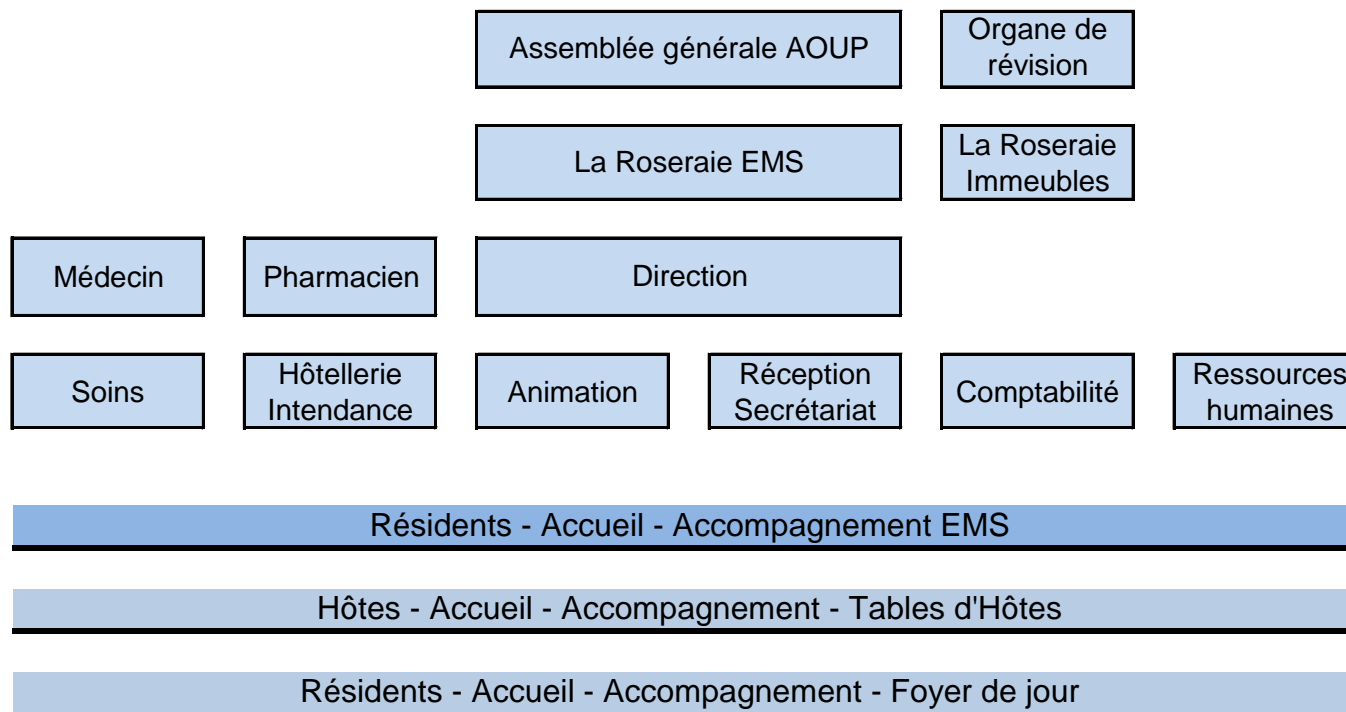 Assemblée générale AOUP
Organe de
révision
La Roseraie EMS
La Roseraie
Immeubles
Médecin
Pharmacien
Direction
Soins
Hôtellerie
Intendance
Animation
Réception
Secrétariat
Comptabilité
Ressources
humaines
Résidents - Accueil - Accompagnement EMS
Hôtes - Accueil - Accompagnement - Tables d'Hôtes
Résidents - Accueil - Accompagnement - Foyer de jour